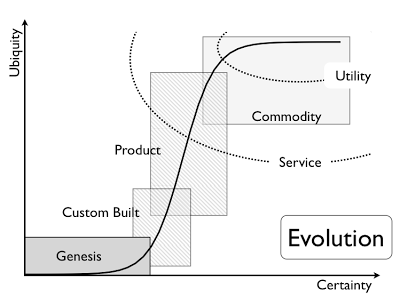 Ubiquity
Utility
Commodity
Product
Service
Custom Built
Evolution
Genesis
Certainty